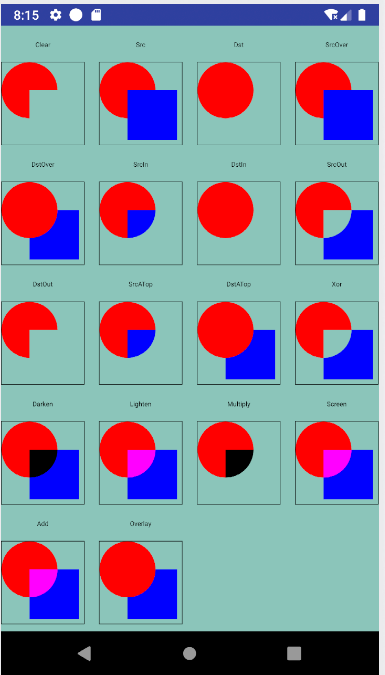 8:15
Clear Src Dst SrcOver
DstOver SrcIn DstIn SrcOut
DstOut SrcATop DstATop Xor
Darken Lighten Multiply Screen
Add Overlay